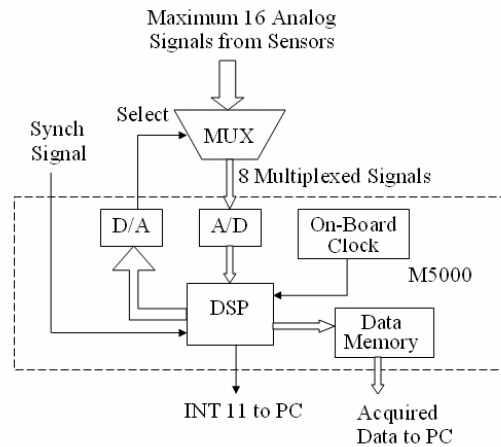 Maximum 16 Analog
Signals from Sensors
Select
MUX
Synch
Signal
8 Multiplexed Signals
D/A
A/D
On-Board
Clock
M5000
DSP
Data
Memory
INT 11 to PC
Acquired
Data to PC